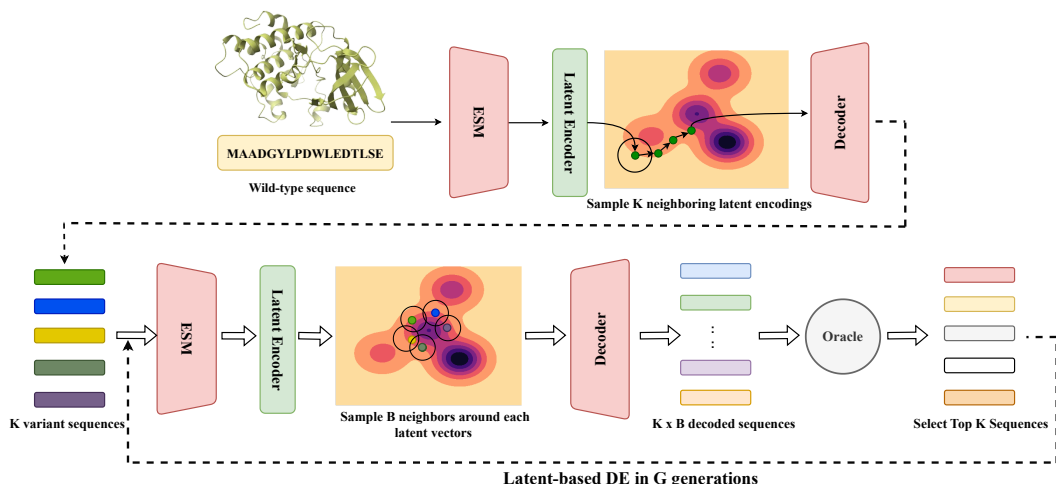 MAADGYLPDWLEDTLSE
Wild-type sequence
ESM
Latent Encoder
Sample K neighboring latent encodings
Decoder
K variant sequences
ESM
Latent Encoder
Sample B neighbors around each
latent vectors
Decoder
K x B decoded sequences
Oracle
Select Top K Sequences
Latent-based DE in G generations